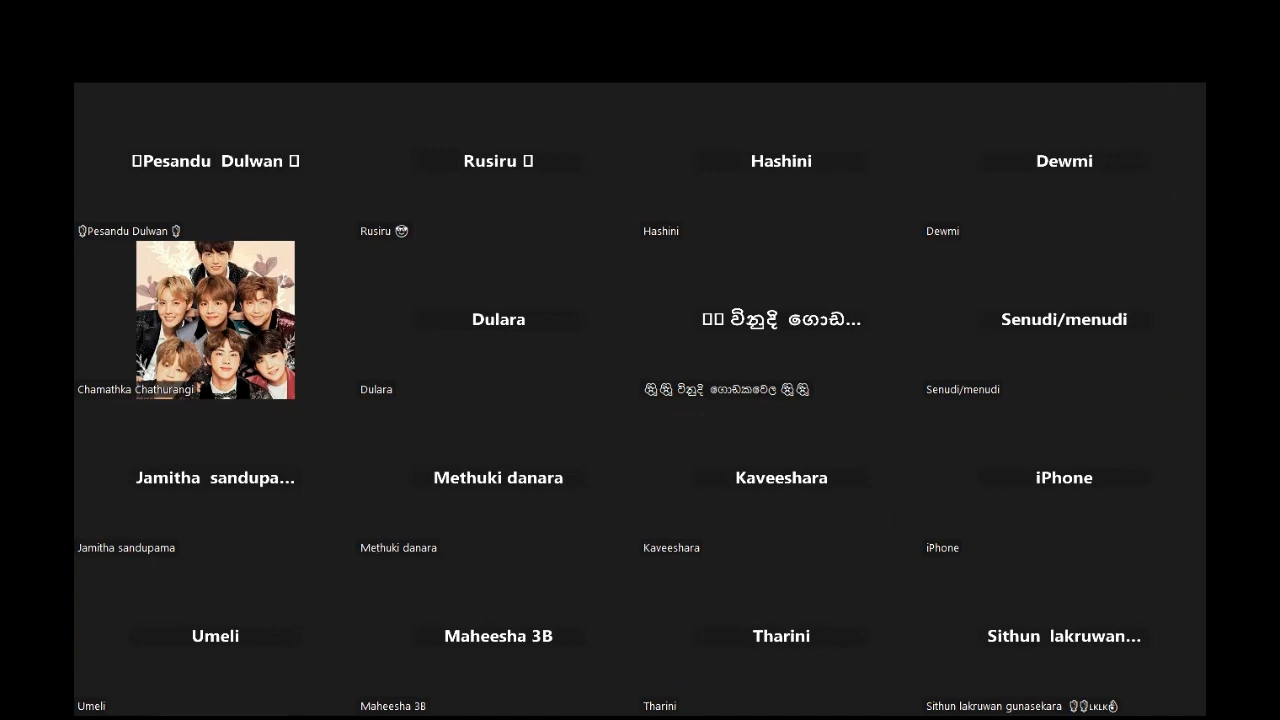 Pesandu Dulwan
Rusiru
Hashini
Dewmi
Pesandu Dulwan
Rusiru 😎
Hashini
Dewmi
Dulara
විනුදි ගොඩ...
Senudi/menudi
Chamathka Chathurangi
Dulara
විනුදි ගොඩකවෙල
Senudi/menudi
Jamitha sandupa...
Methuki danara
Kaveeshara
iPhone
Jamitha sandupama
Methuki danara
Kaveeshara
iPhone
Umeli
Maheesha 3B
Tharini
Sithun lakruwan...
Umeli
Maheesha 3B
Tharini
Sithun lakruwan gunasekara ʟᴋʟᴋ